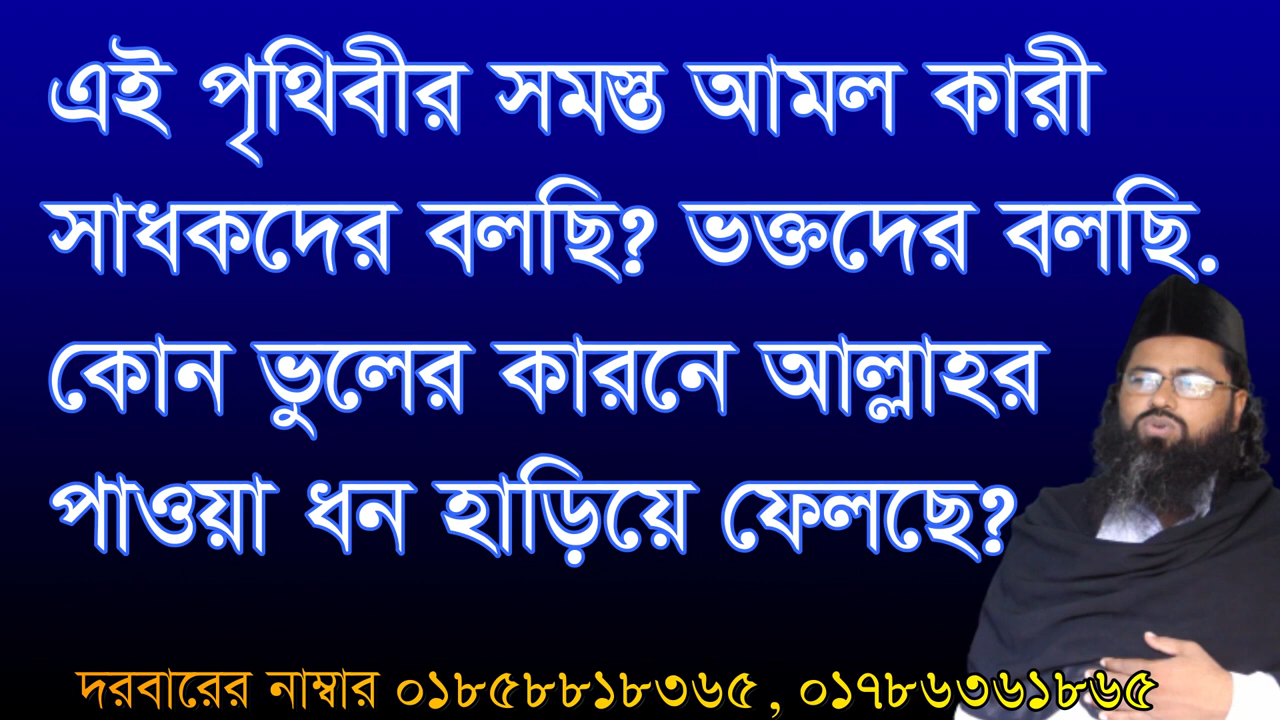 এই পৃথিবীর সমস্ত আমল কারী
সাধকদের বলছি? ভক্তদের বলছি.
কোন ভুলের কারনে আল্লাহর
পাওয়া ধন হাড়িয়ে ফেলছে?
দরবারের নাম্বার ০১৮৫৮৮১৮৩৬৫, ০১৭৮৬৩৬১৮৬৫